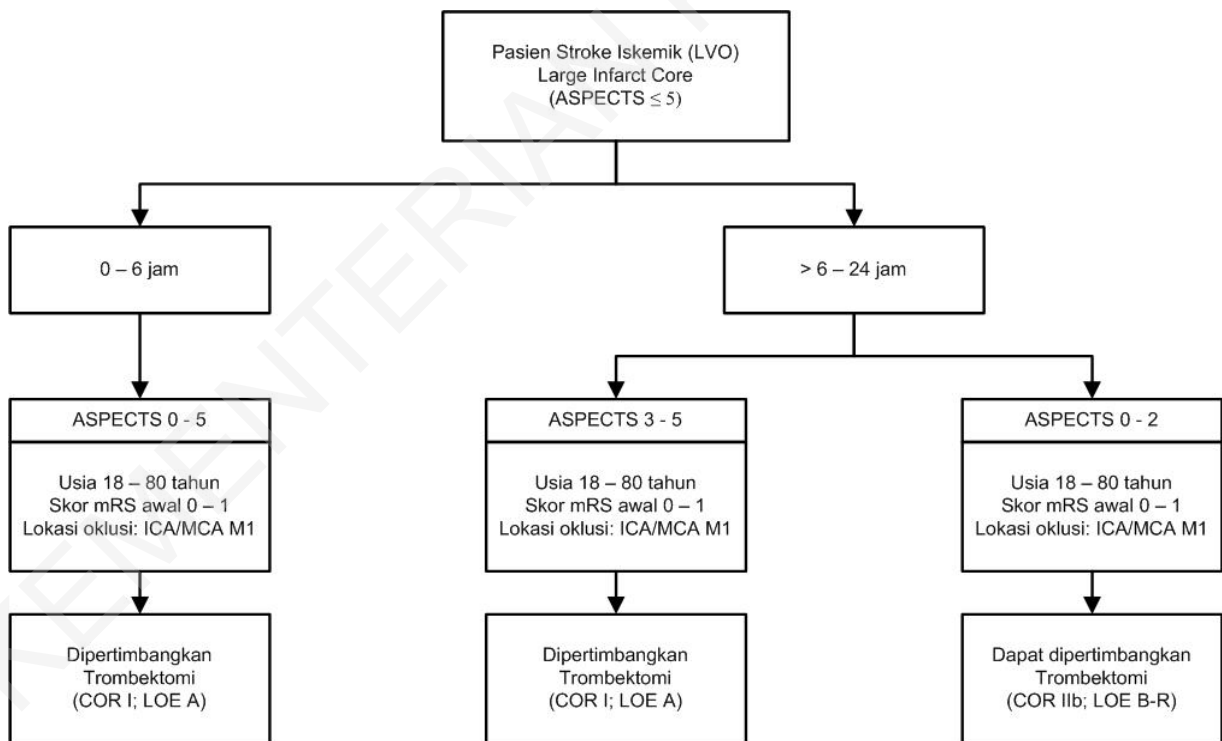 Pasien Stroke Iskemik (LVO)
Large Infarct Core
(ASPECTS ≤ 5)
0 – 6 jam
> 6 – 24 jam
ASPECTS 0 - 5
Usia 18 – 80 tahun
Skor mRS awal 0 – 1
Lokasi oklusi: ICA/MCA M1
ASPECTS 3 - 5
Usia 18 – 80 tahun
Skor mRS awal 0 – 1
Lokasi oklusi: ICA/MCA M1
ASPECTS 0 - 2
Usia 18 – 80 tahun
Skor mRS awal 0 – 1
Lokasi oklusi: ICA/MCA M1
Dipertimbangkan
Trombektomi
(COR I; LOE A)
Dipertimbangkan
Trombektomi
(COR I; LOE A)
Dapat dipertimbangkan
Trombektomi
(COR IIb; LOE B-R)
KEMENTERIAN